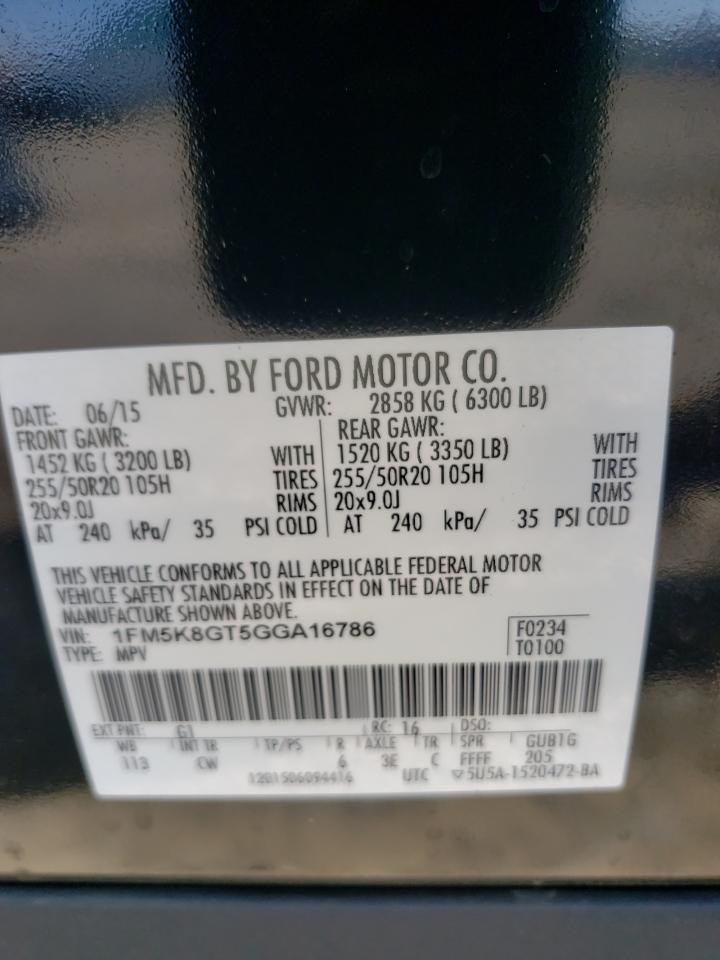 MFD. BY FORD MOTOR CO.
DATE: 06/15 GVWR: 2858 KG ( 6300 LB)
FRONT GAWR: REAR GAWR:
1452 KG ( 3200 LB) WITH 1520 KG ( 3350 LB) WITH
255/50R20 105H TIRES 255/50R20 105H TIRES
20x9.0J RIMS 20x9.0J RIMS
AT 240 kPa/ 35 PSI COLD AT 240 kPa/ 35 PSI COLD
THIS VEHICLE CONFORMS TO ALL APPLICABLE FEDERAL MOTOR
VEHICLE SAFETY STANDARDS IN EFFECT ON THE DATE OF
MANUFACTURE SHOWN ABOVE.
VIN: 1FM5K8GT5GGA16786 F0234
TYPE: MPV T0100
EXT PNT: G1 RC: 16 DSO:
WB INT TR TP/PS R AXLE TR SPR GUB1G
113 CW 6 3E C FFFF 205
1201506094416 UTC ▽5U5A-1520472-BA